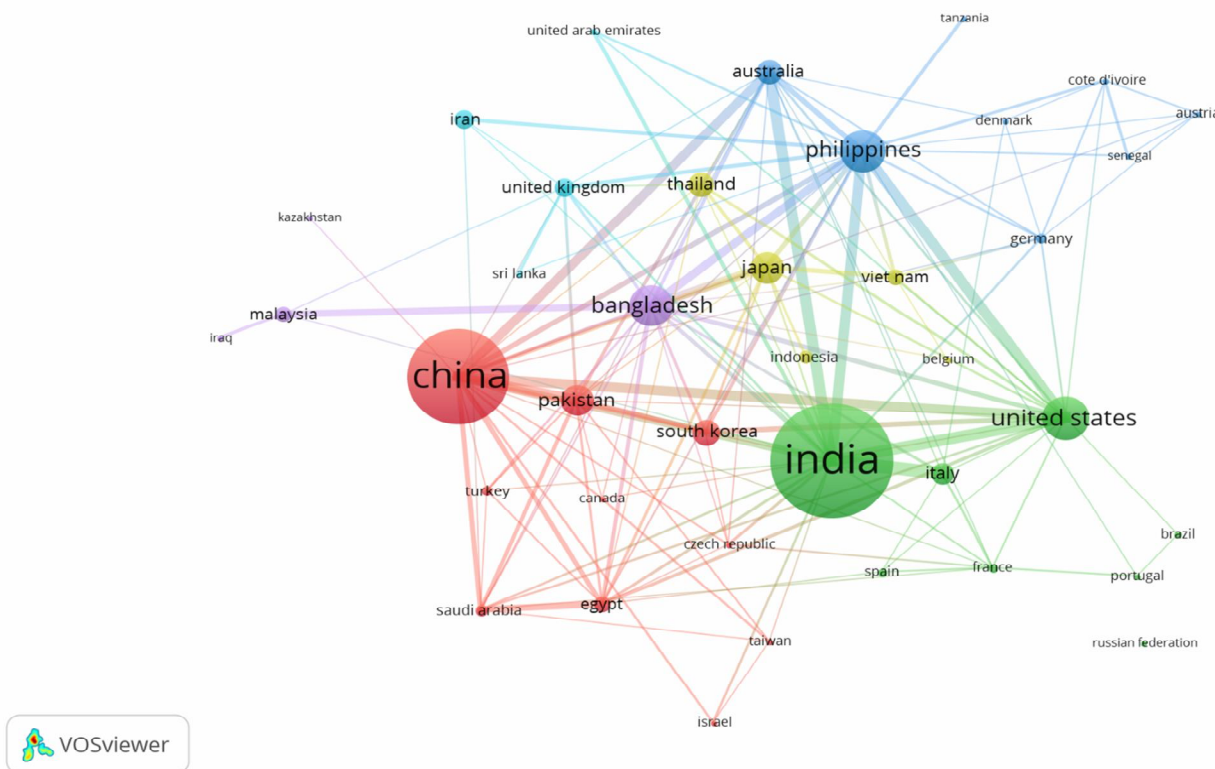 tanzania
united arab emirates
australia
cote d'ivoire
iran
denmark
austria
philippines
senegal
thailand
united kingdom
kazakhstan
germany
sri lanka
japan
viet nam
bangladesh
malaysia
iraq
indonesia
belgium
china
pakistan
united states
south korea
india
italy
turkey
canada
brazil
czech republic
spain
france
portugal
saudi arabia
egypt
taiwan
russian federation
israel
VOSviewer